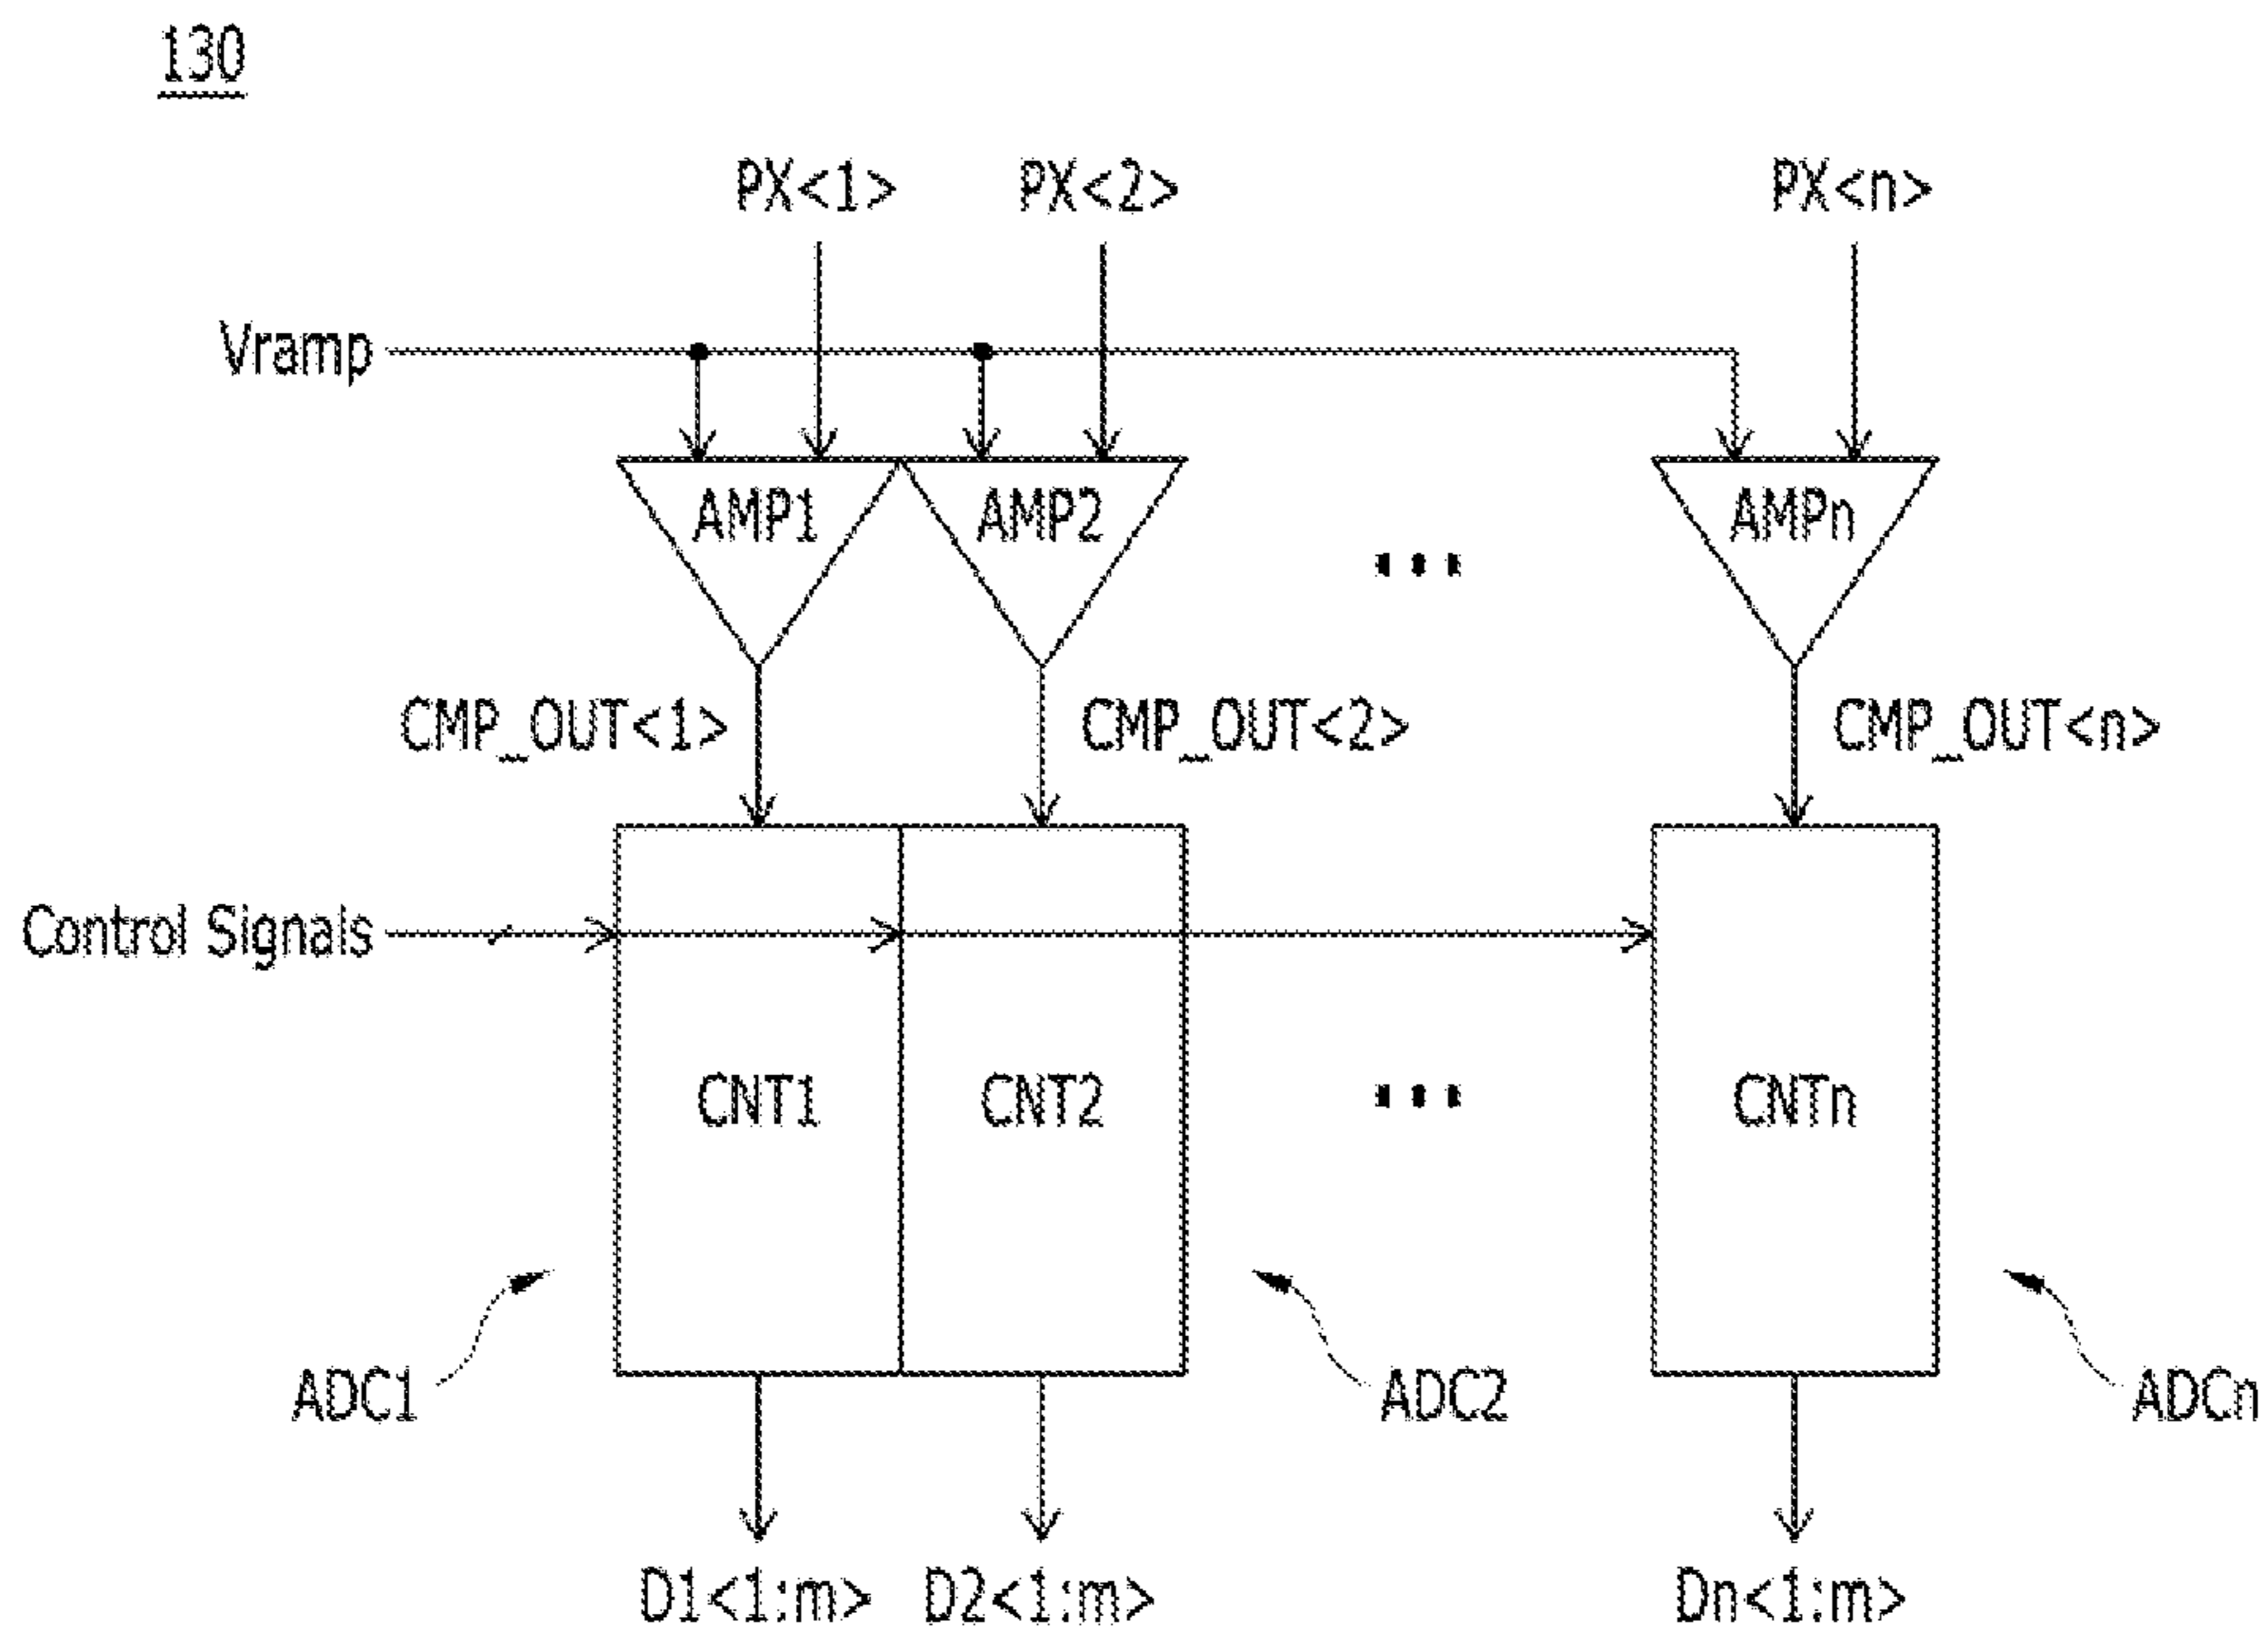 130
PX<1> PX<2> PX<n>
Vramp
AMP1 AMP2 AMPn
CMP_OUT<1> CMP_OUT<2> CMP_OUT<n>
Control Signals
CNT1 CNT2 CNTn
ADC1 ADC2 ADCn
D1<1:m> D2<1:m> Dn<1:m>